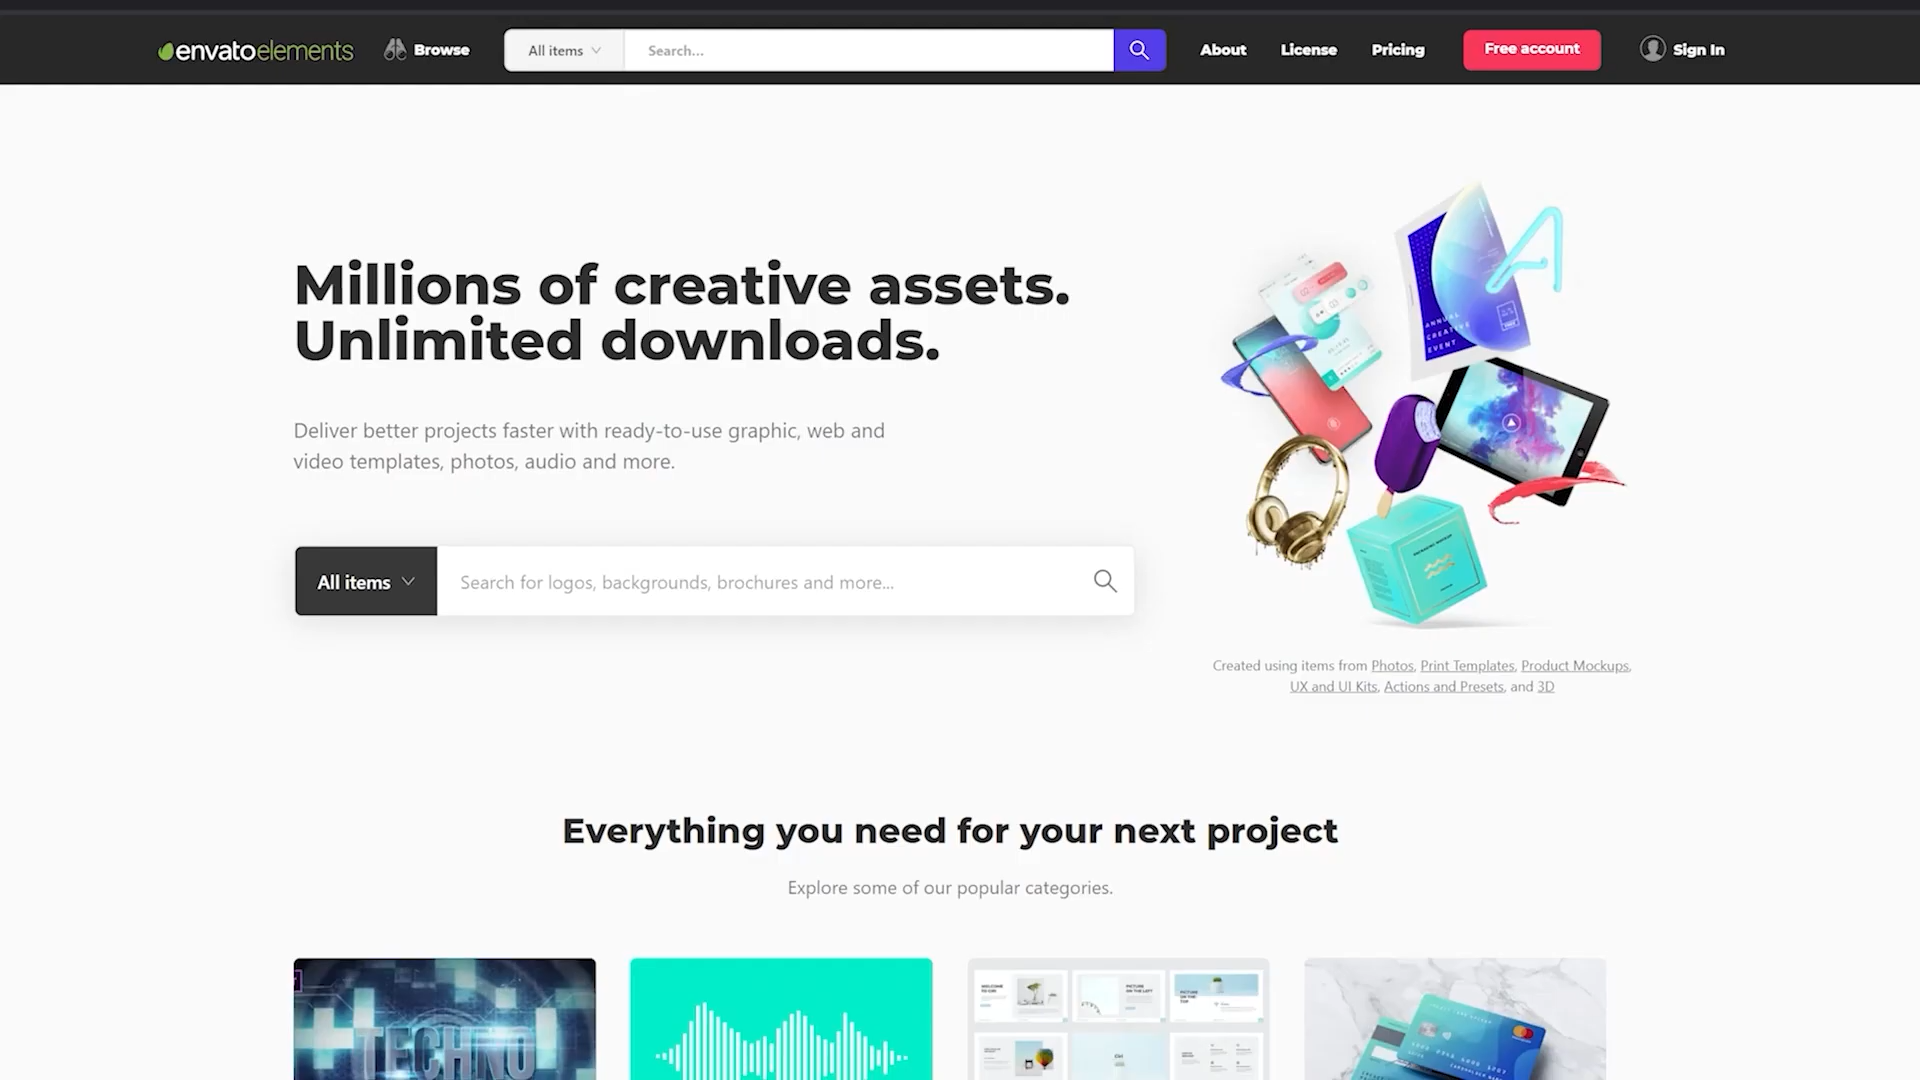 envatoelements
Browse
All items
Search...
About
License
Pricing
Free account
Sign In
Millions of creative assets.
Unlimited downloads.
Deliver better projects faster with ready-to-use graphic, web and
video templates, photos, audio and more.
All items
Search for logos, backgrounds, brochures and more...
ANNUAL
CREATIVE
EVENT
Created using items from Photos, Print Templates, Product Mockups,
UX and UI Kits, Actions and Presets, and 3D
Everything you need for your next project
Explore some of our popular categories.
TECHNO